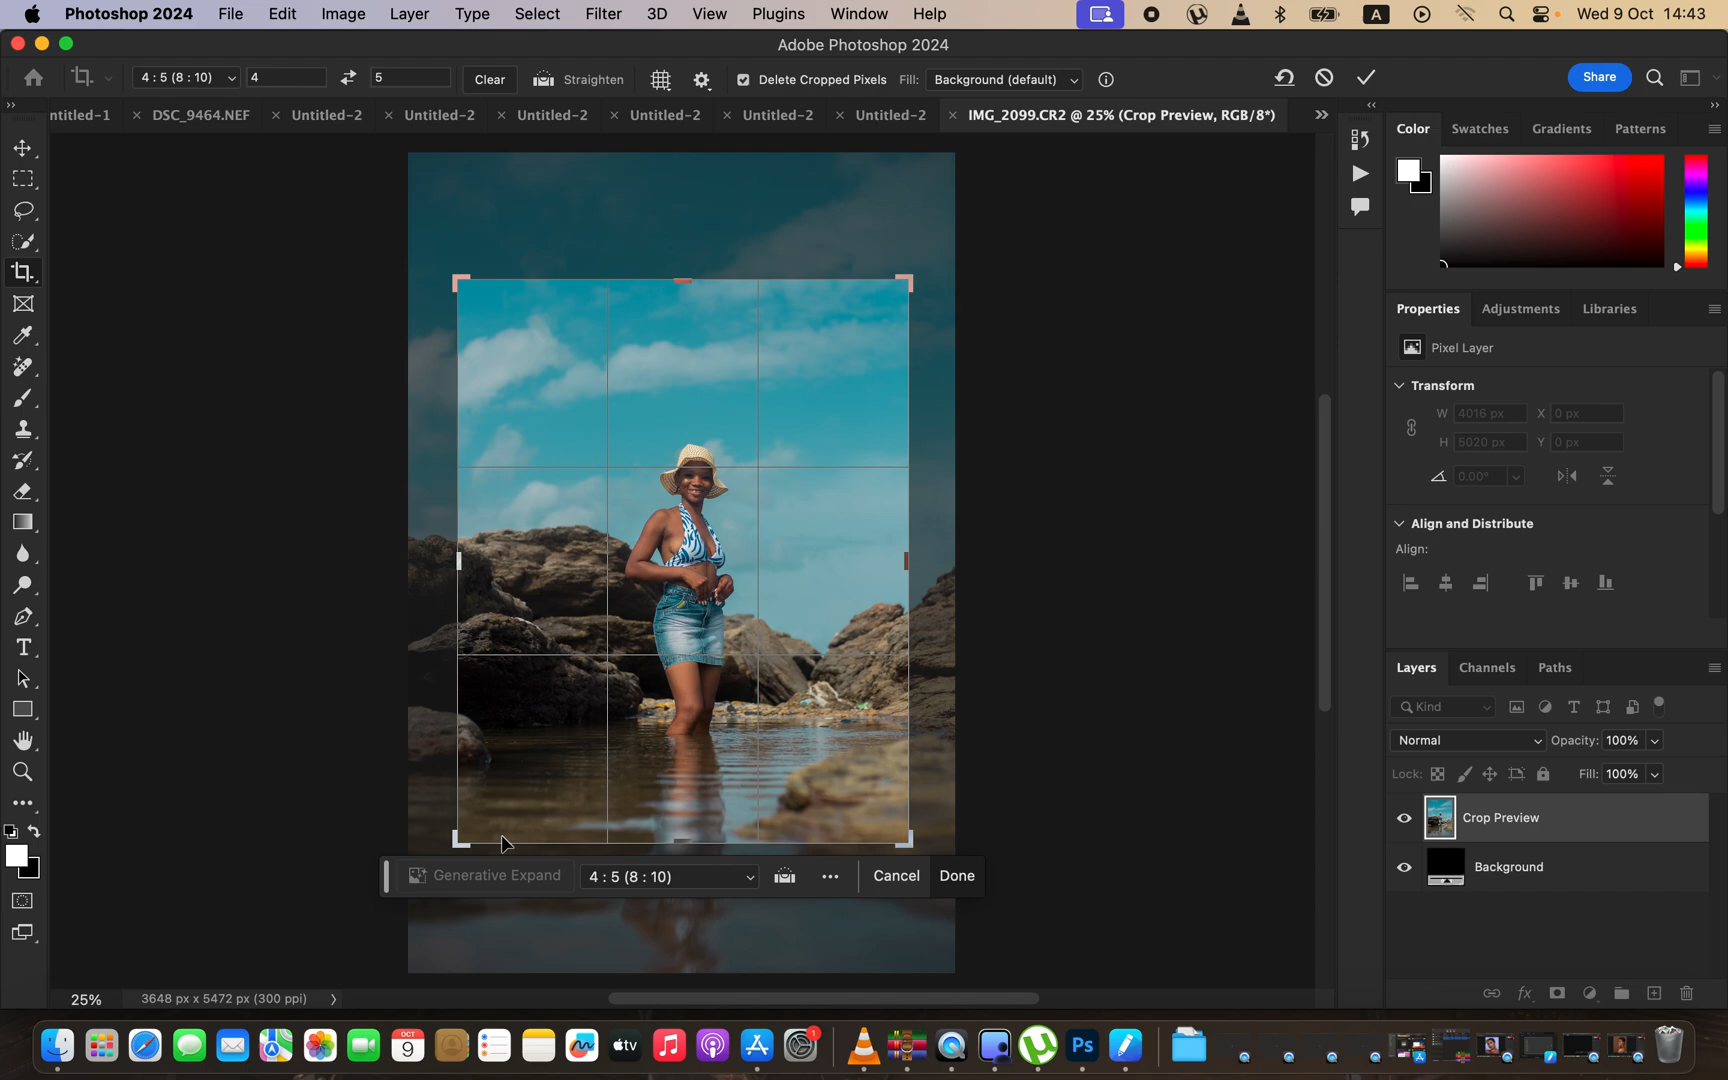 Photoshop 2024 File Edit Image Layer Type Select Filter 3D View Plugins Window Help A Wed 9 Oct 14:43
Adobe Photoshop 2024
4 : 5 (8 : 10) 4 5 Clear Straighten Delete Cropped Pixels Fill: Background (default) Share
ntitled-1 DSC_9464.NEF Untitled-2 Untitled-2 Untitled-2 Untitled-2 Untitled-2 Untitled-2 IMG_2099.CR2 @ 25% (Crop Preview, RGB/8*)
Color Swatches Gradients Patterns
Properties Adjustments Libraries
Pixel Layer
Transform
W 4016 px X 0 px
H 5020 px Y 0 px
0.00°
Align and Distribute
Align:
Layers Channels Paths
Kind
Normal Opacity: 100%
Lock: Fill: 100%
Crop Preview
Background
Generative Expand 4 : 5 (8 : 10) Cancel Done
25% 3648 px x 5472 px (300 ppi)
OCT
9
tv
1
Ps